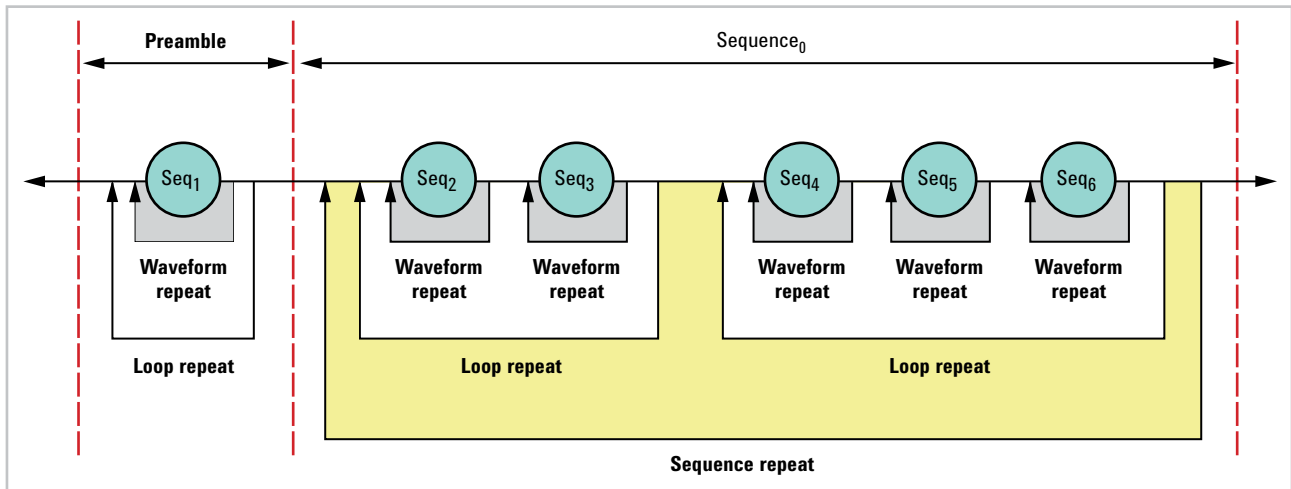 Preamble
Sequence₀
Seq₁
Seq₂
Seq₃
Seq₄
Seq₅
Seq₆
Waveform
repeat
Waveform
repeat
Waveform
repeat
Waveform
repeat
Waveform
repeat
Waveform
repeat
Loop repeat
Loop repeat
Loop repeat
Sequence repeat